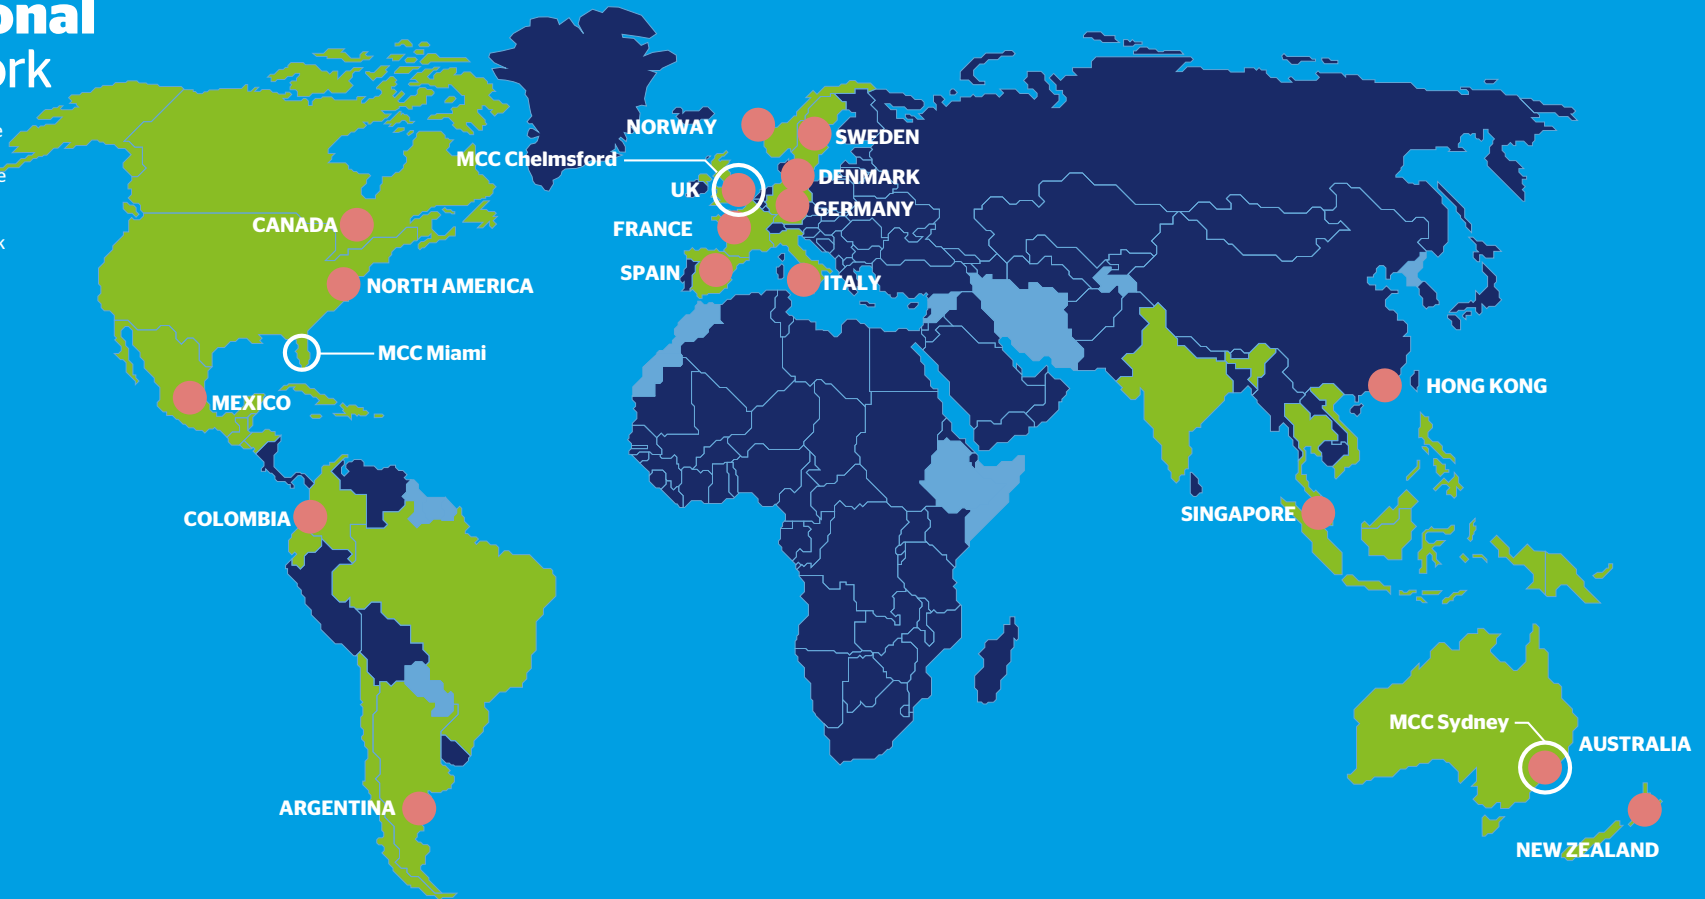 onal
ork
e
e
k
NORWAY
SWEDEN
MCC Chelmsford
DENMARK
UK
GERMANY
CANADA
FRANCE
SPAIN
ITALY
NORTH AMERICA
MCC Miami
MEXICO
HONG KONG
COLOMBIA
SINGAPORE
MCC Sydney
AUSTRALIA
ARGENTINA
NEW ZEALAND